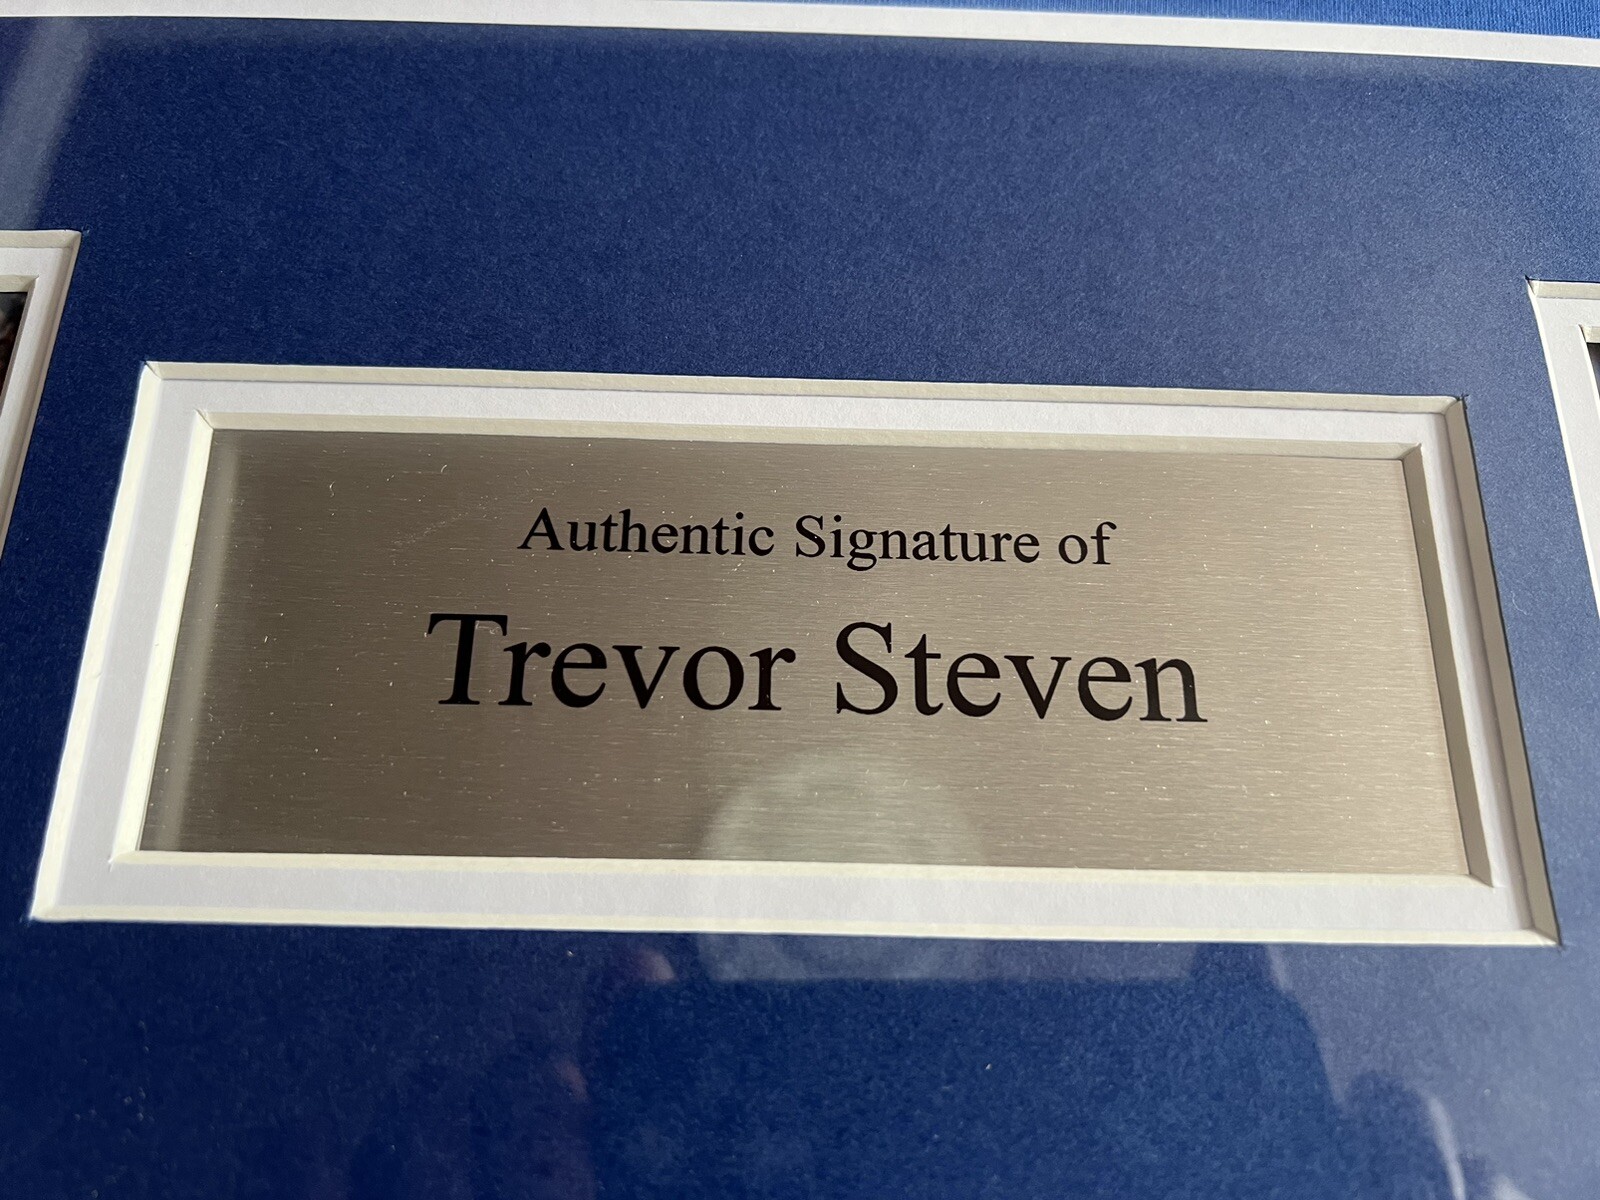 Authentic Signature of
Trevor Steven